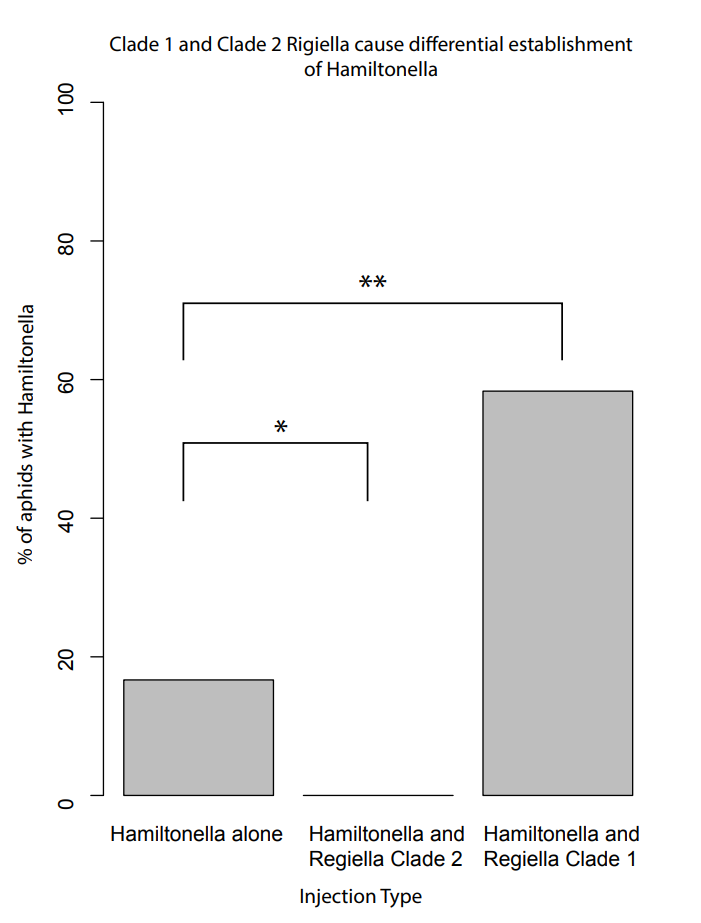 Clade 1 and Clade 2 Rigiella cause differential establishment
of Hamiltonella
100
80
60
40
20
0
% of aphids with Hamiltonella
**
*
Hamiltonella alone
Hamiltonella and
Regiella Clade 2
Hamiltonella and
Regiella Clade 1
Injection Type